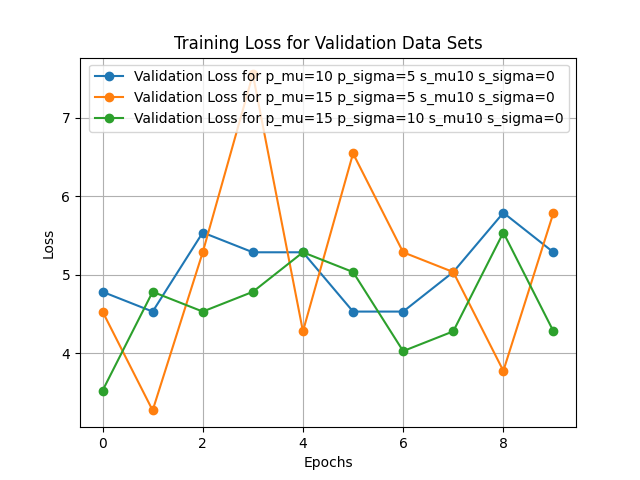 Training Loss for Validation Data Sets
Validation Loss for p_mu=10 p_sigma=5 s_mu10 s_sigma=0
Validation Loss for p_mu=15 p_sigma=5 s_mu10 s_sigma=0
Validation Loss for p_mu=15 p_sigma=10 s_mu10 s_sigma=0
7
6
5
4
Loss
0 2 4 6 8
Epochs